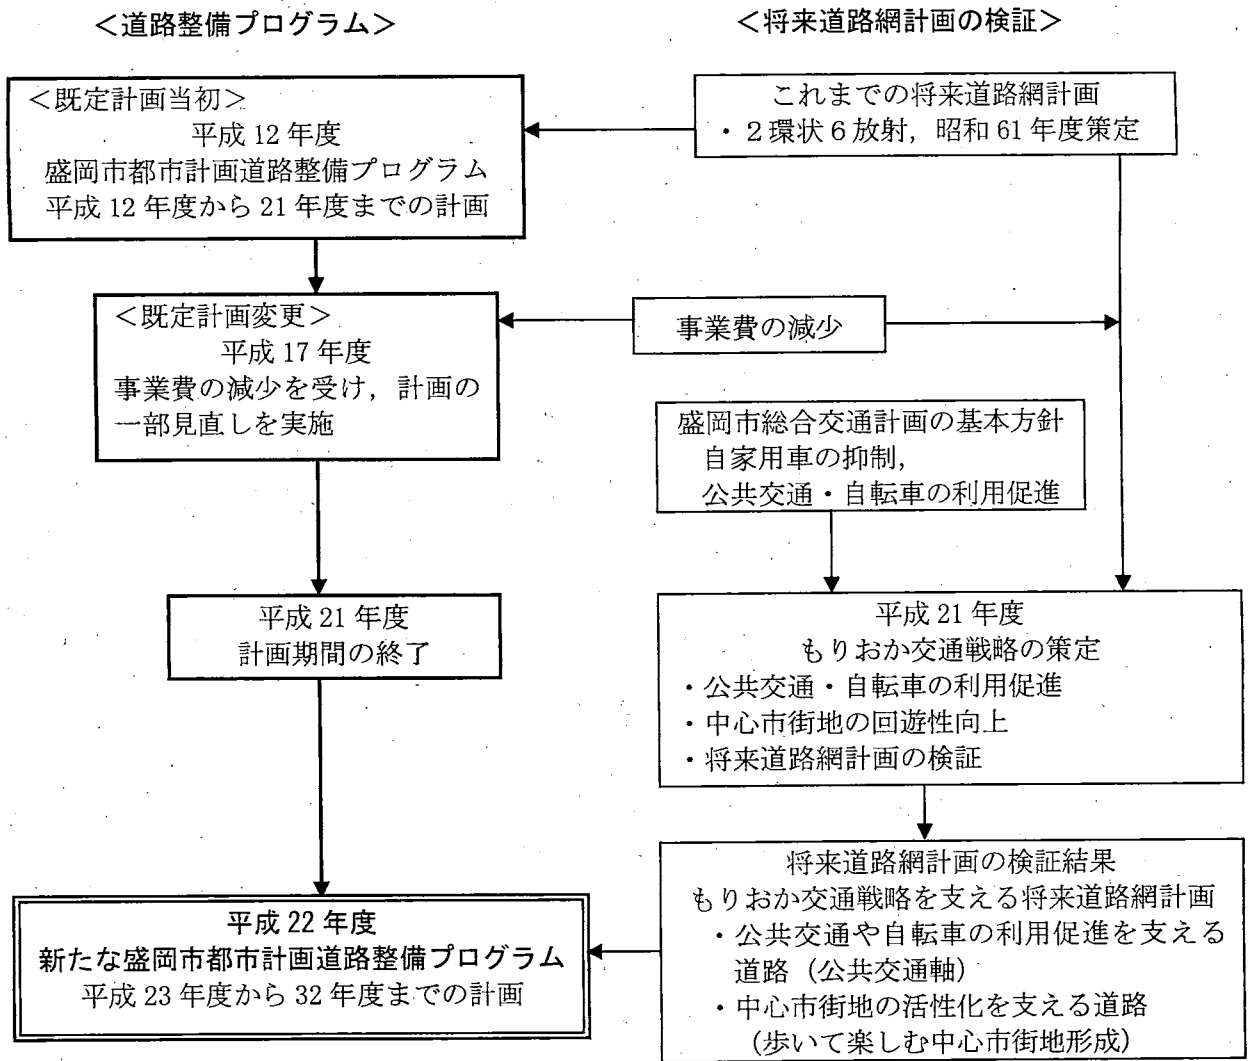 ＜道路整備プログラム＞
＜既定計画当初＞
平成 12 年度
盛岡市都市計画道路整備プログラム
平成 12 年度から 21 年度までの計画
＜既定計画変更＞
平成 17 年度
事業費の減少を受け，計画の
一部見直しを実施
平成 21 年度
計画期間の終了
平成 22 年度
新たな盛岡市都市計画道路整備プログラム
平成 23 年度から 32 年度までの計画
＜将来道路網計画の検証＞
これまでの将来道路網計画
・２環状６放射，昭和 61 年度策定
事業費の減少
盛岡市総合交通計画の基本方針
自家用車の抑制，
公共交通・自転車の利用促進
平成 21 年度
もりおか交通戦略の策定
・公共交通・自転車の利用促進
・中心市街地の回遊性向上
・将来道路網計画の検証
将来道路網計画の検証結果
もりおか交通戦略を支える将来道路網計画
・公共交通や自転車の利用促進を支える
道路（公共交通軸）
・中心市街地の活性化を支える道路
（歩いて楽しむ中心市街地形成）